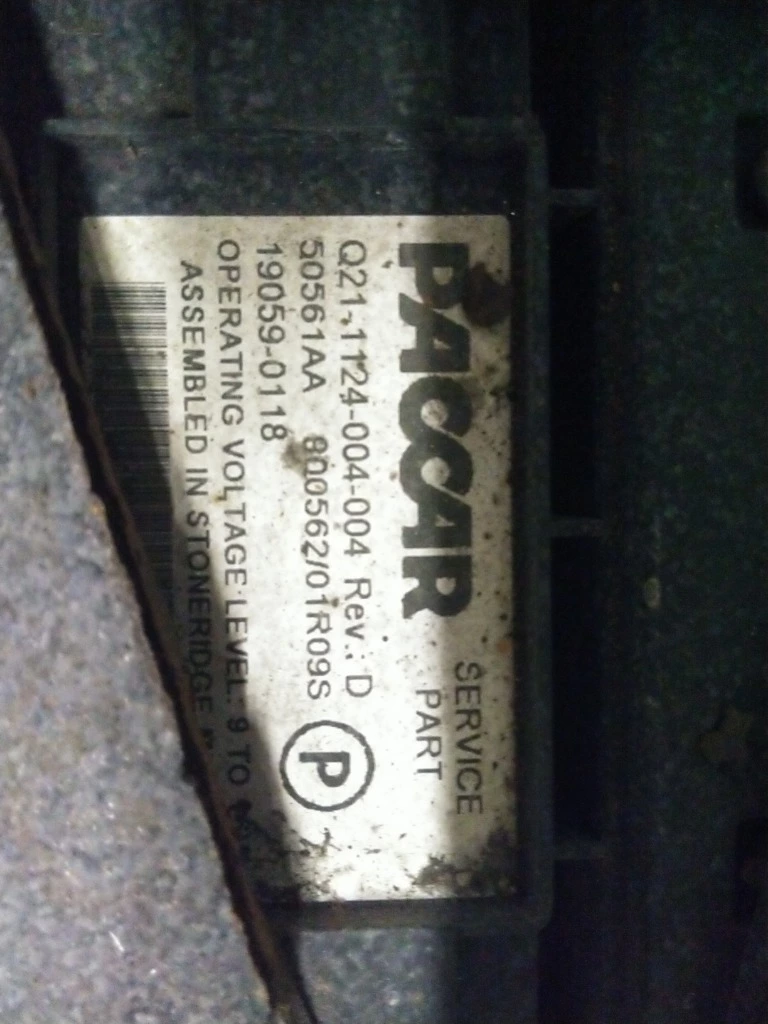 PACCAR
SERVICE
PART
Q21-1124-004-004 Rev.: D
50561AA 800562/01R09S
P
19059-0118
OPERATING VOLTAGE LEVEL: 9 TO
ASSEMBLED IN STONERIDGE